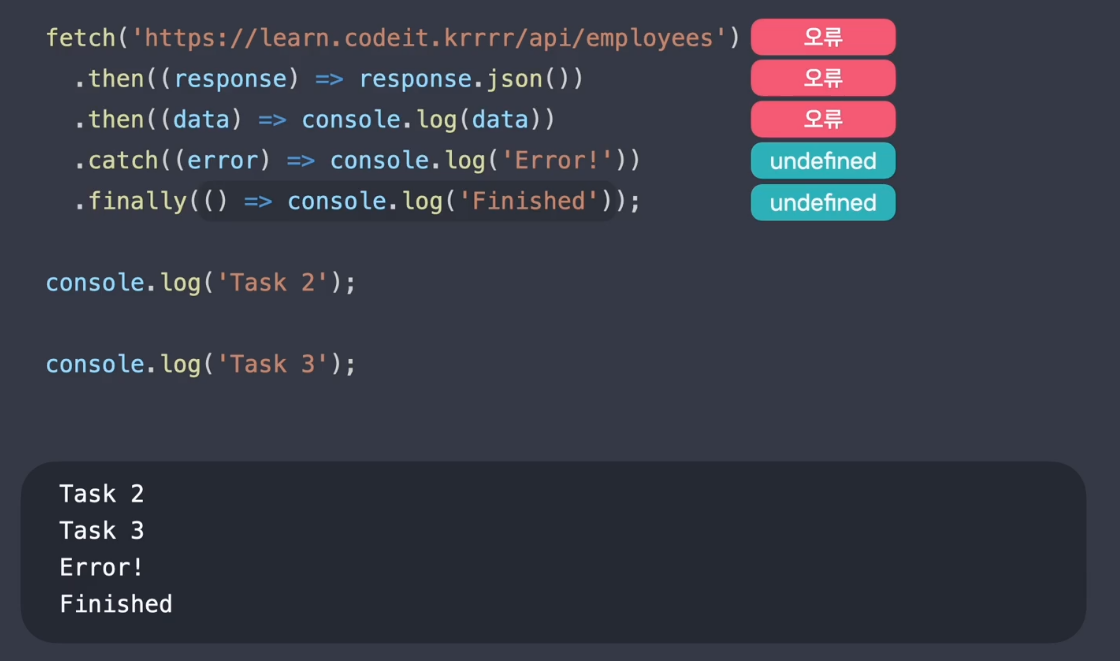 fetch('https://learn.codeit.krrrr/api/employees') 오류
.then((response) => response.json()) 오류
.then((data) => console.log(data)) 오류
.catch((error) => console.log('Error!')) undefined
.finally(() => console.log('Finished')); undefined
console.log('Task 2');
console.log('Task 3');
Task 2
Task 3
Error!
Finished